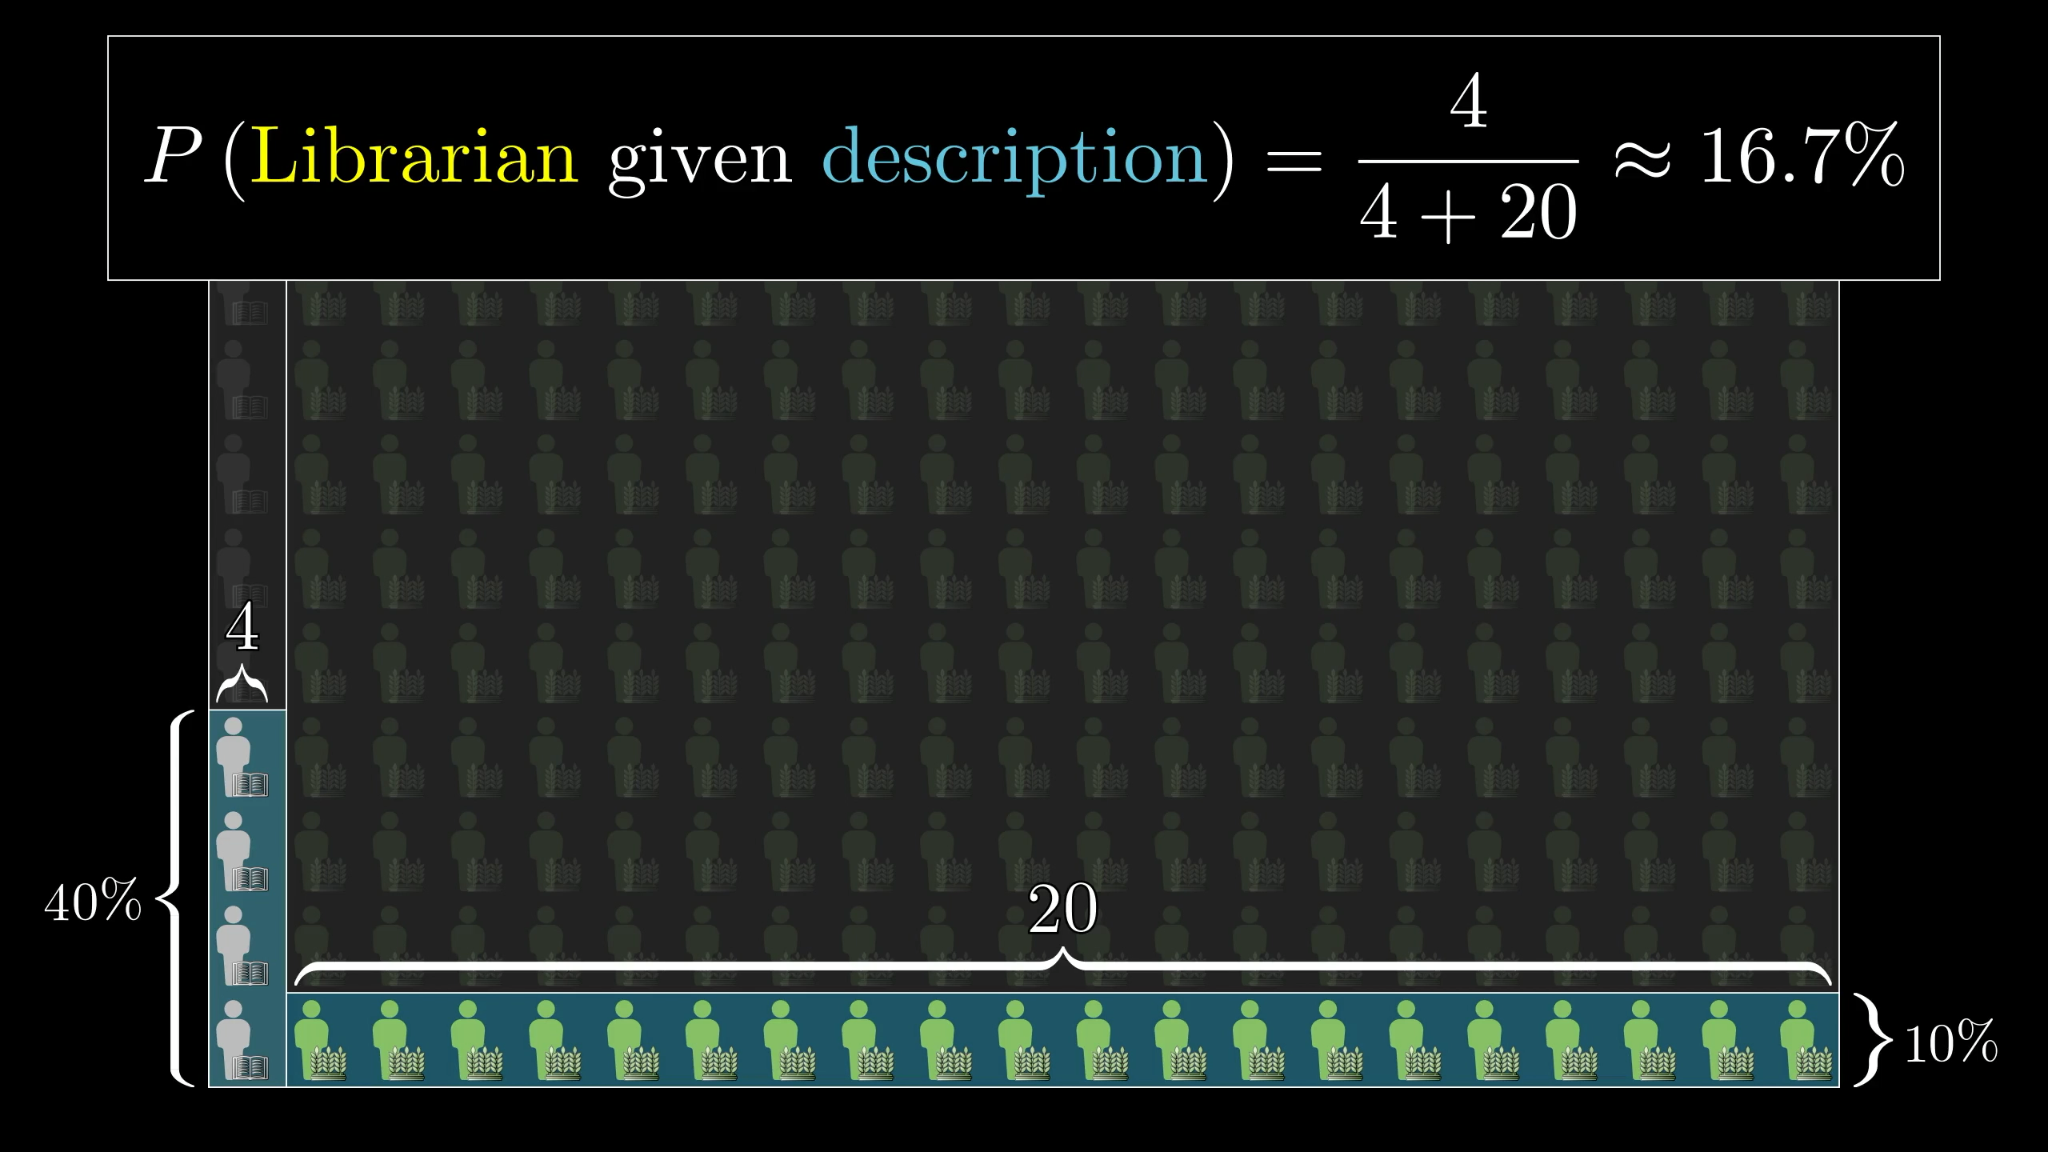 P(Librarian given description) = 4/(4 + 20) ≈ 16.7%
4
40%
20
10%